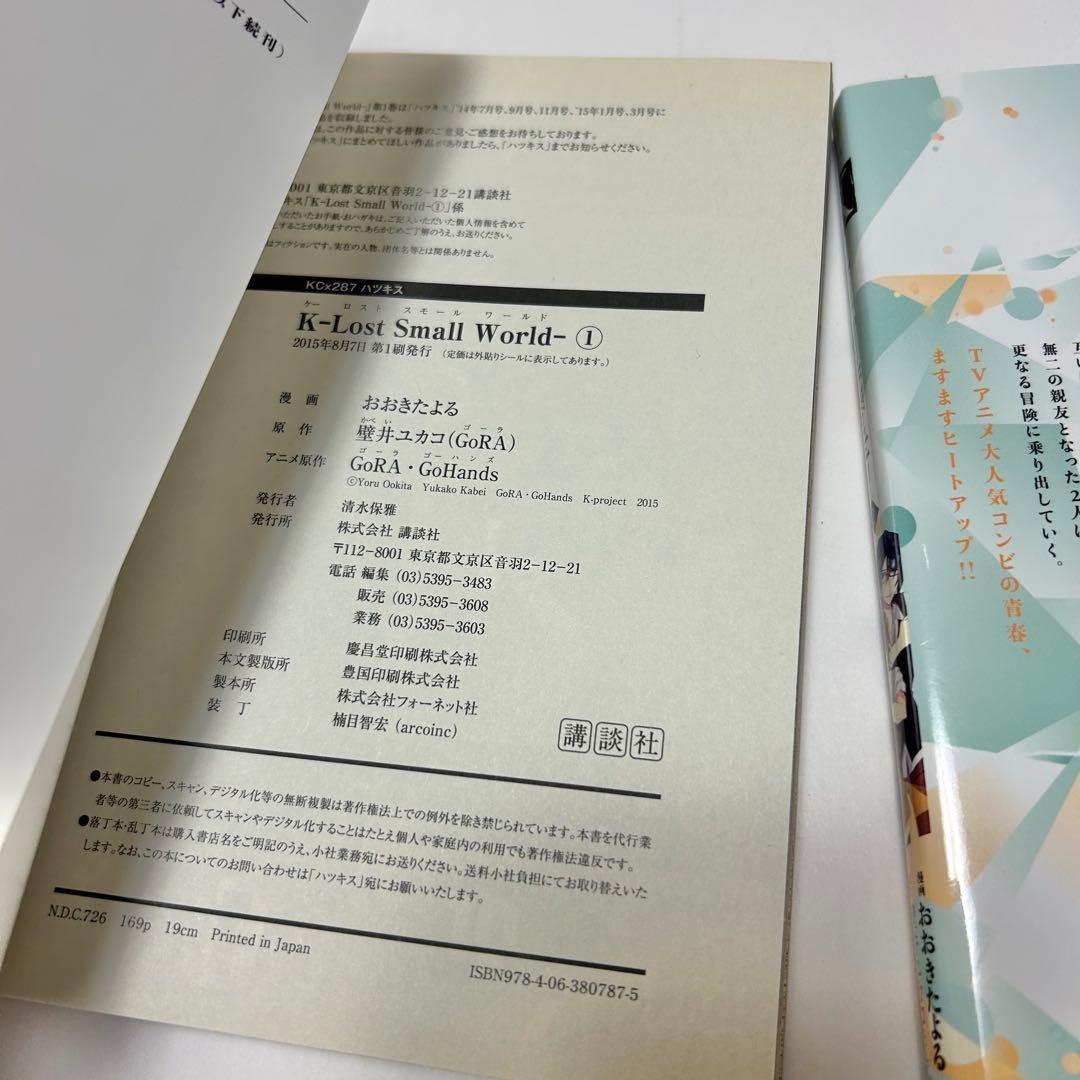 下続刊)
World-』第1巻は「ハツキス」'14年7月号、9月号、11月号、'15年1月号、3月号に
品を収録しました。
は、この作品に対する皆様のご意見・ご感想をお待ちしております。
ツキス」にまとめてほしい作品がありましたら、「ハツキス」までお知らせください。
001 東京都文京区音羽2-12-21講談社
キス「K-Lost Small World-①」係
いただいたお手紙・おハガキは、ご記入いただいた個人情報を含めて
することがありますので、あらかじめご了解のうえ、お送りください。
はフィクションです。実在の人物、団体名等とは関係ありません。
KCx287 ハツキス
ケー ロスト スモール ワールド
K-Lost Small World- ①
2015年8月7日 第1刷発行 (定価は外貼りシールに表示してあります。)
漫画 おおきたよる
かべい ゴーラ
原作 壁井ユカコ(GoRA)
ゴーラ ゴーハンズ
アニメ原作 GoRA・GoHands
©Yoru Ookita Yukako Kabei GoRA・GoHands K-project 2015
発行者 清水保雅
発行所 株式会社 講談社
〒112-8001 東京都文京区音羽2-12-21
電話 編集 (03)5395-3483
販売 (03)5395-3608
業務 (03)5395-3603
印刷所 慶昌堂印刷株式会社
本文製版所 豊国印刷株式会社
製本所 株式会社フォーネット社
装丁 楠目智宏 (arcoinc)
講談社
●本書のコピー、スキャン、デジタル化等の無断複製は著作権法上での例外を除き禁じられています。本書を代行業
者等の第三者に依頼してスキャンやデジタル化することはたとえ個人や家庭内の利用でも著作権法違反です。
●落丁本・乱丁本は購入書店名をご明記のうえ、小社業務宛にお送りください。送料小社負担にてお取り替えいた
します。なお、この本についてのお問い合わせは「ハツキス」宛にお願いいたします。
N.D.C.726 169p 19cm Printed in Japan
ISBN978-4-06-380787-5
無二の親友となった2人は
更なる冒険に乗り出していく。
TVアニメ大人気コンビの青春、
ますますヒートアップ!!
漫画 おおきたよる